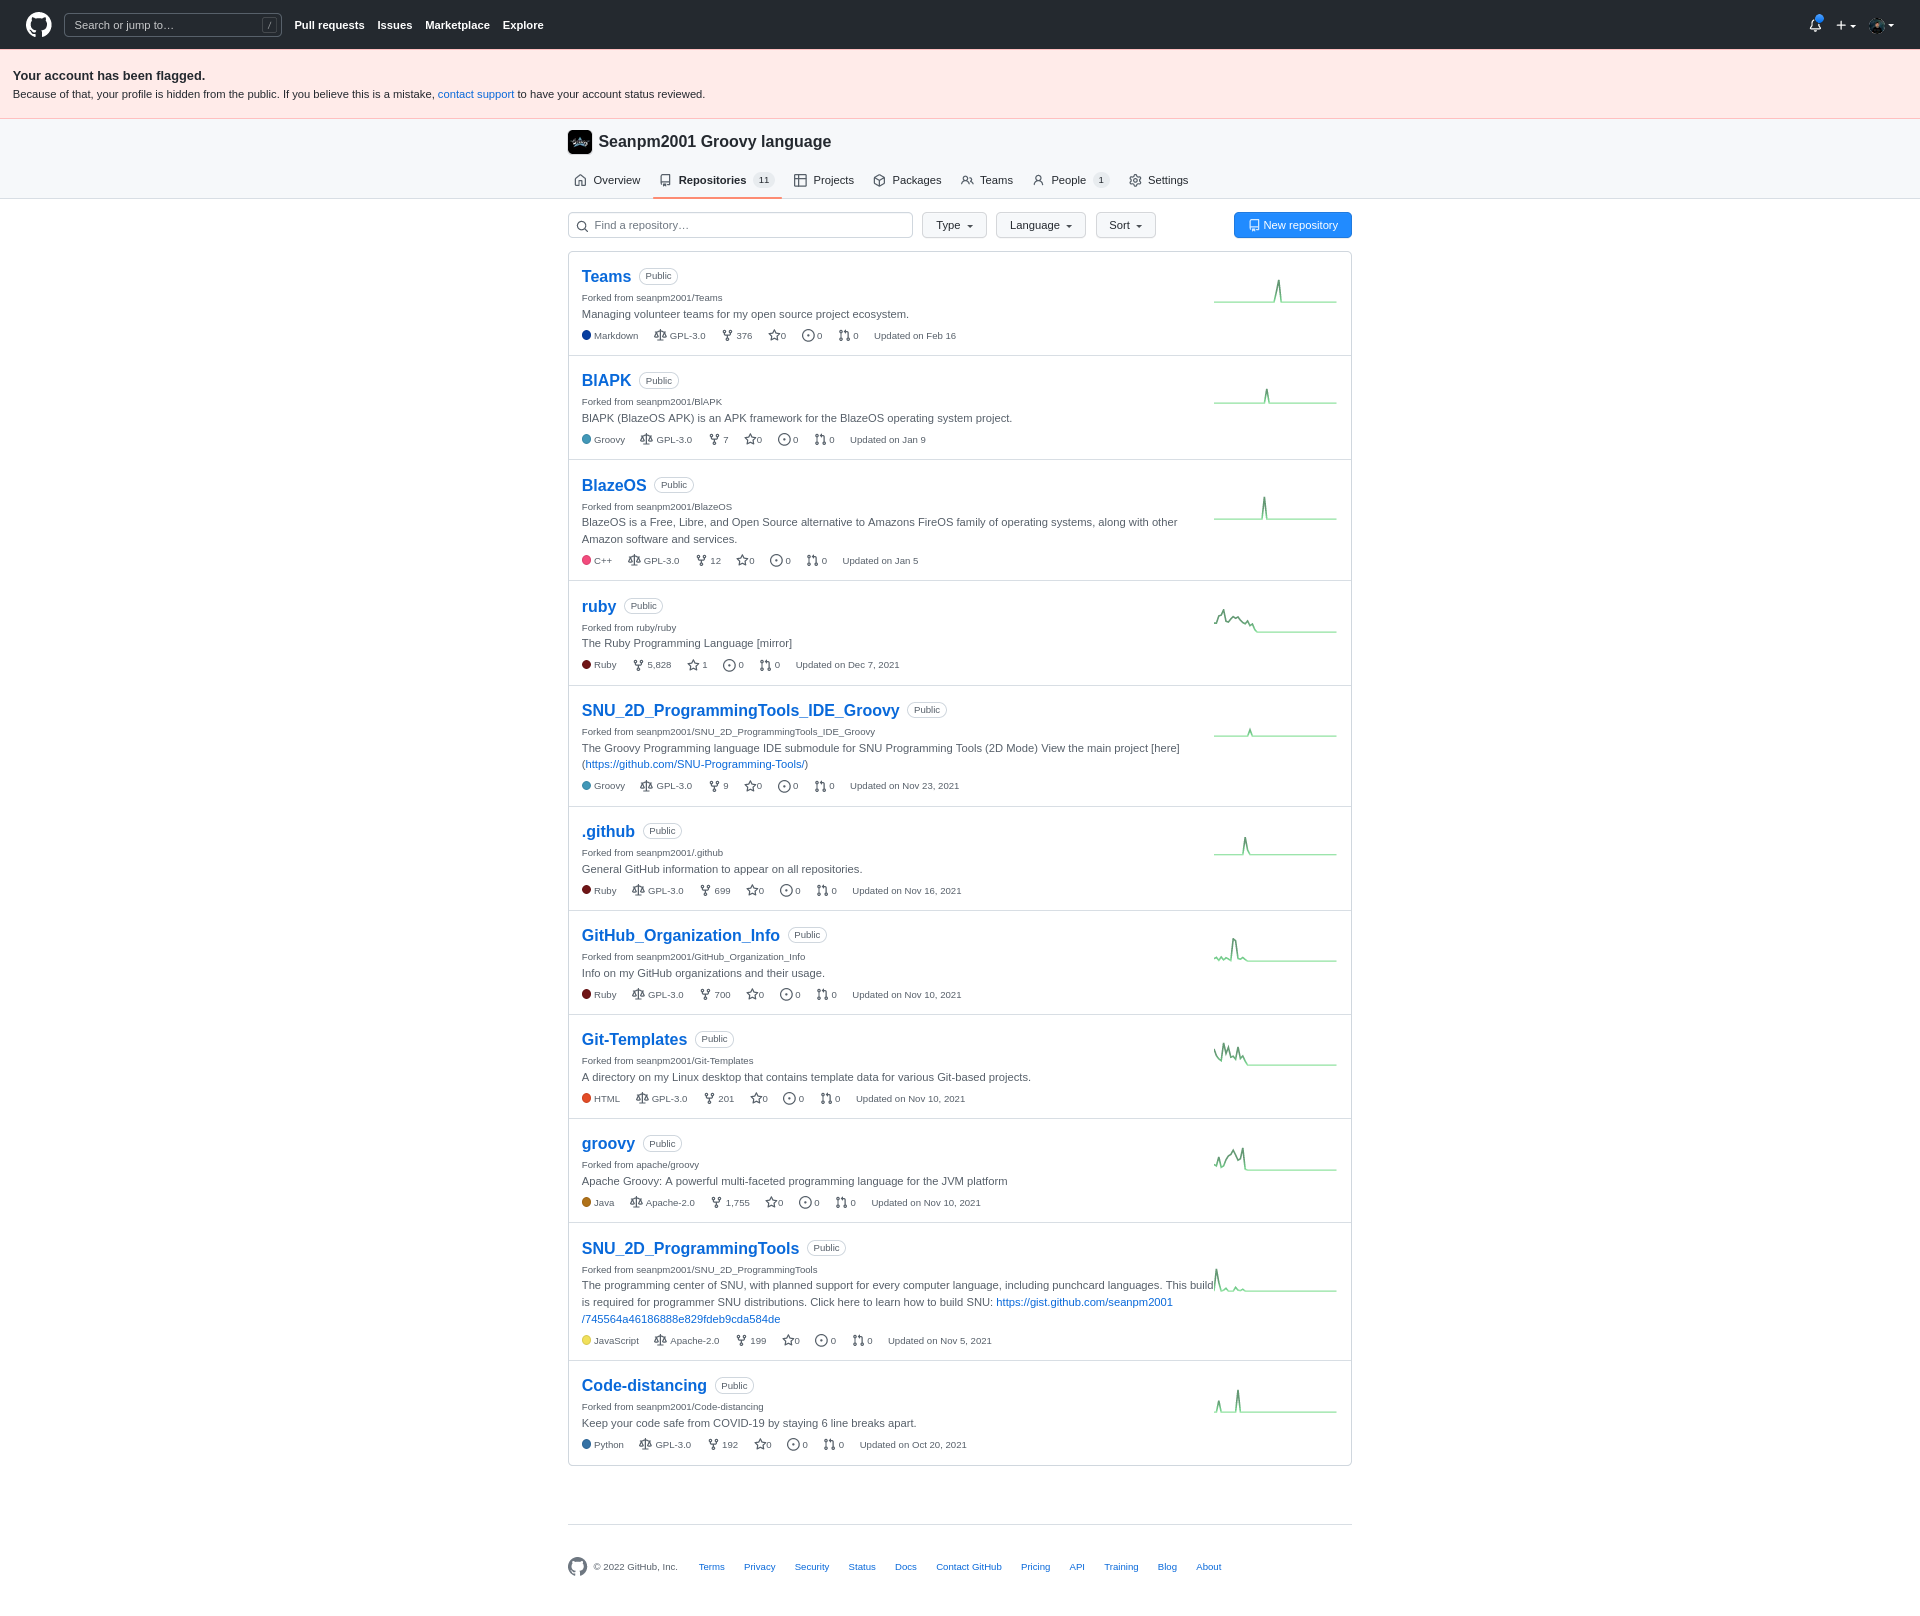 Search or jump to… /
Pull requests Issues Marketplace Explore
Your account has been flagged.
Because of that, your profile is hidden from the public. If you believe this is a mistake, contact support to have your account status reviewed.
Seanpm2001 Groovy language
Overview Repositories 11 Projects Packages Teams People 1 Settings
Find a repository… Type Language Sort New repository
Teams Public
Forked from seanpm2001/Teams
Managing volunteer teams for my open source project ecosystem.
Markdown GPL-3.0 376 0 0 0 Updated on Feb 16
BlAPK Public
Forked from seanpm2001/BlAPK
BlAPK (BlazeOS APK) is an APK framework for the BlazeOS operating system project.
Groovy GPL-3.0 7 0 0 0 Updated on Jan 9
BlazeOS Public
Forked from seanpm2001/BlazeOS
BlazeOS is a Free, Libre, and Open Source alternative to Amazons FireOS family of operating systems, along with other
Amazon software and services.
C++ GPL-3.0 12 0 0 0 Updated on Jan 5
ruby Public
Forked from ruby/ruby
The Ruby Programming Language [mirror]
Ruby 5,828 1 0 0 Updated on Dec 7, 2021
SNU_2D_ProgrammingTools_IDE_Groovy Public
Forked from seanpm2001/SNU_2D_ProgrammingTools_IDE_Groovy
The Groovy Programming language IDE submodule for SNU Programming Tools (2D Mode) View the main project [here]
(https://github.com/SNU-Programming-Tools/)
Groovy GPL-3.0 9 0 0 0 Updated on Nov 23, 2021
.github Public
Forked from seanpm2001/.github
General GitHub information to appear on all repositories.
Ruby GPL-3.0 699 0 0 0 Updated on Nov 16, 2021
GitHub_Organization_Info Public
Forked from seanpm2001/GitHub_Organization_Info
Info on my GitHub organizations and their usage.
Ruby GPL-3.0 700 0 0 0 Updated on Nov 10, 2021
Git-Templates Public
Forked from seanpm2001/Git-Templates
A directory on my Linux desktop that contains template data for various Git-based projects.
HTML GPL-3.0 201 0 0 0 Updated on Nov 10, 2021
groovy Public
Forked from apache/groovy
Apache Groovy: A powerful multi-faceted programming language for the JVM platform
Java Apache-2.0 1,755 0 0 0 Updated on Nov 10, 2021
SNU_2D_ProgrammingTools Public
Forked from seanpm2001/SNU_2D_ProgrammingTools
The programming center of SNU, with planned support for every computer language, including punchcard languages. This build
is required for programmer SNU distributions. Click here to learn how to build SNU: https://gist.github.com/seanpm2001
/745564a46186888e829fdeb9cda584de
JavaScript Apache-2.0 199 0 0 0 Updated on Nov 5, 2021
Code-distancing Public
Forked from seanpm2001/Code-distancing
Keep your code safe from COVID-19 by staying 6 line breaks apart.
Python GPL-3.0 192 0 0 0 Updated on Oct 20, 2021
© 2022 GitHub, Inc. Terms Privacy Security Status Docs Contact GitHub Pricing API Training Blog About